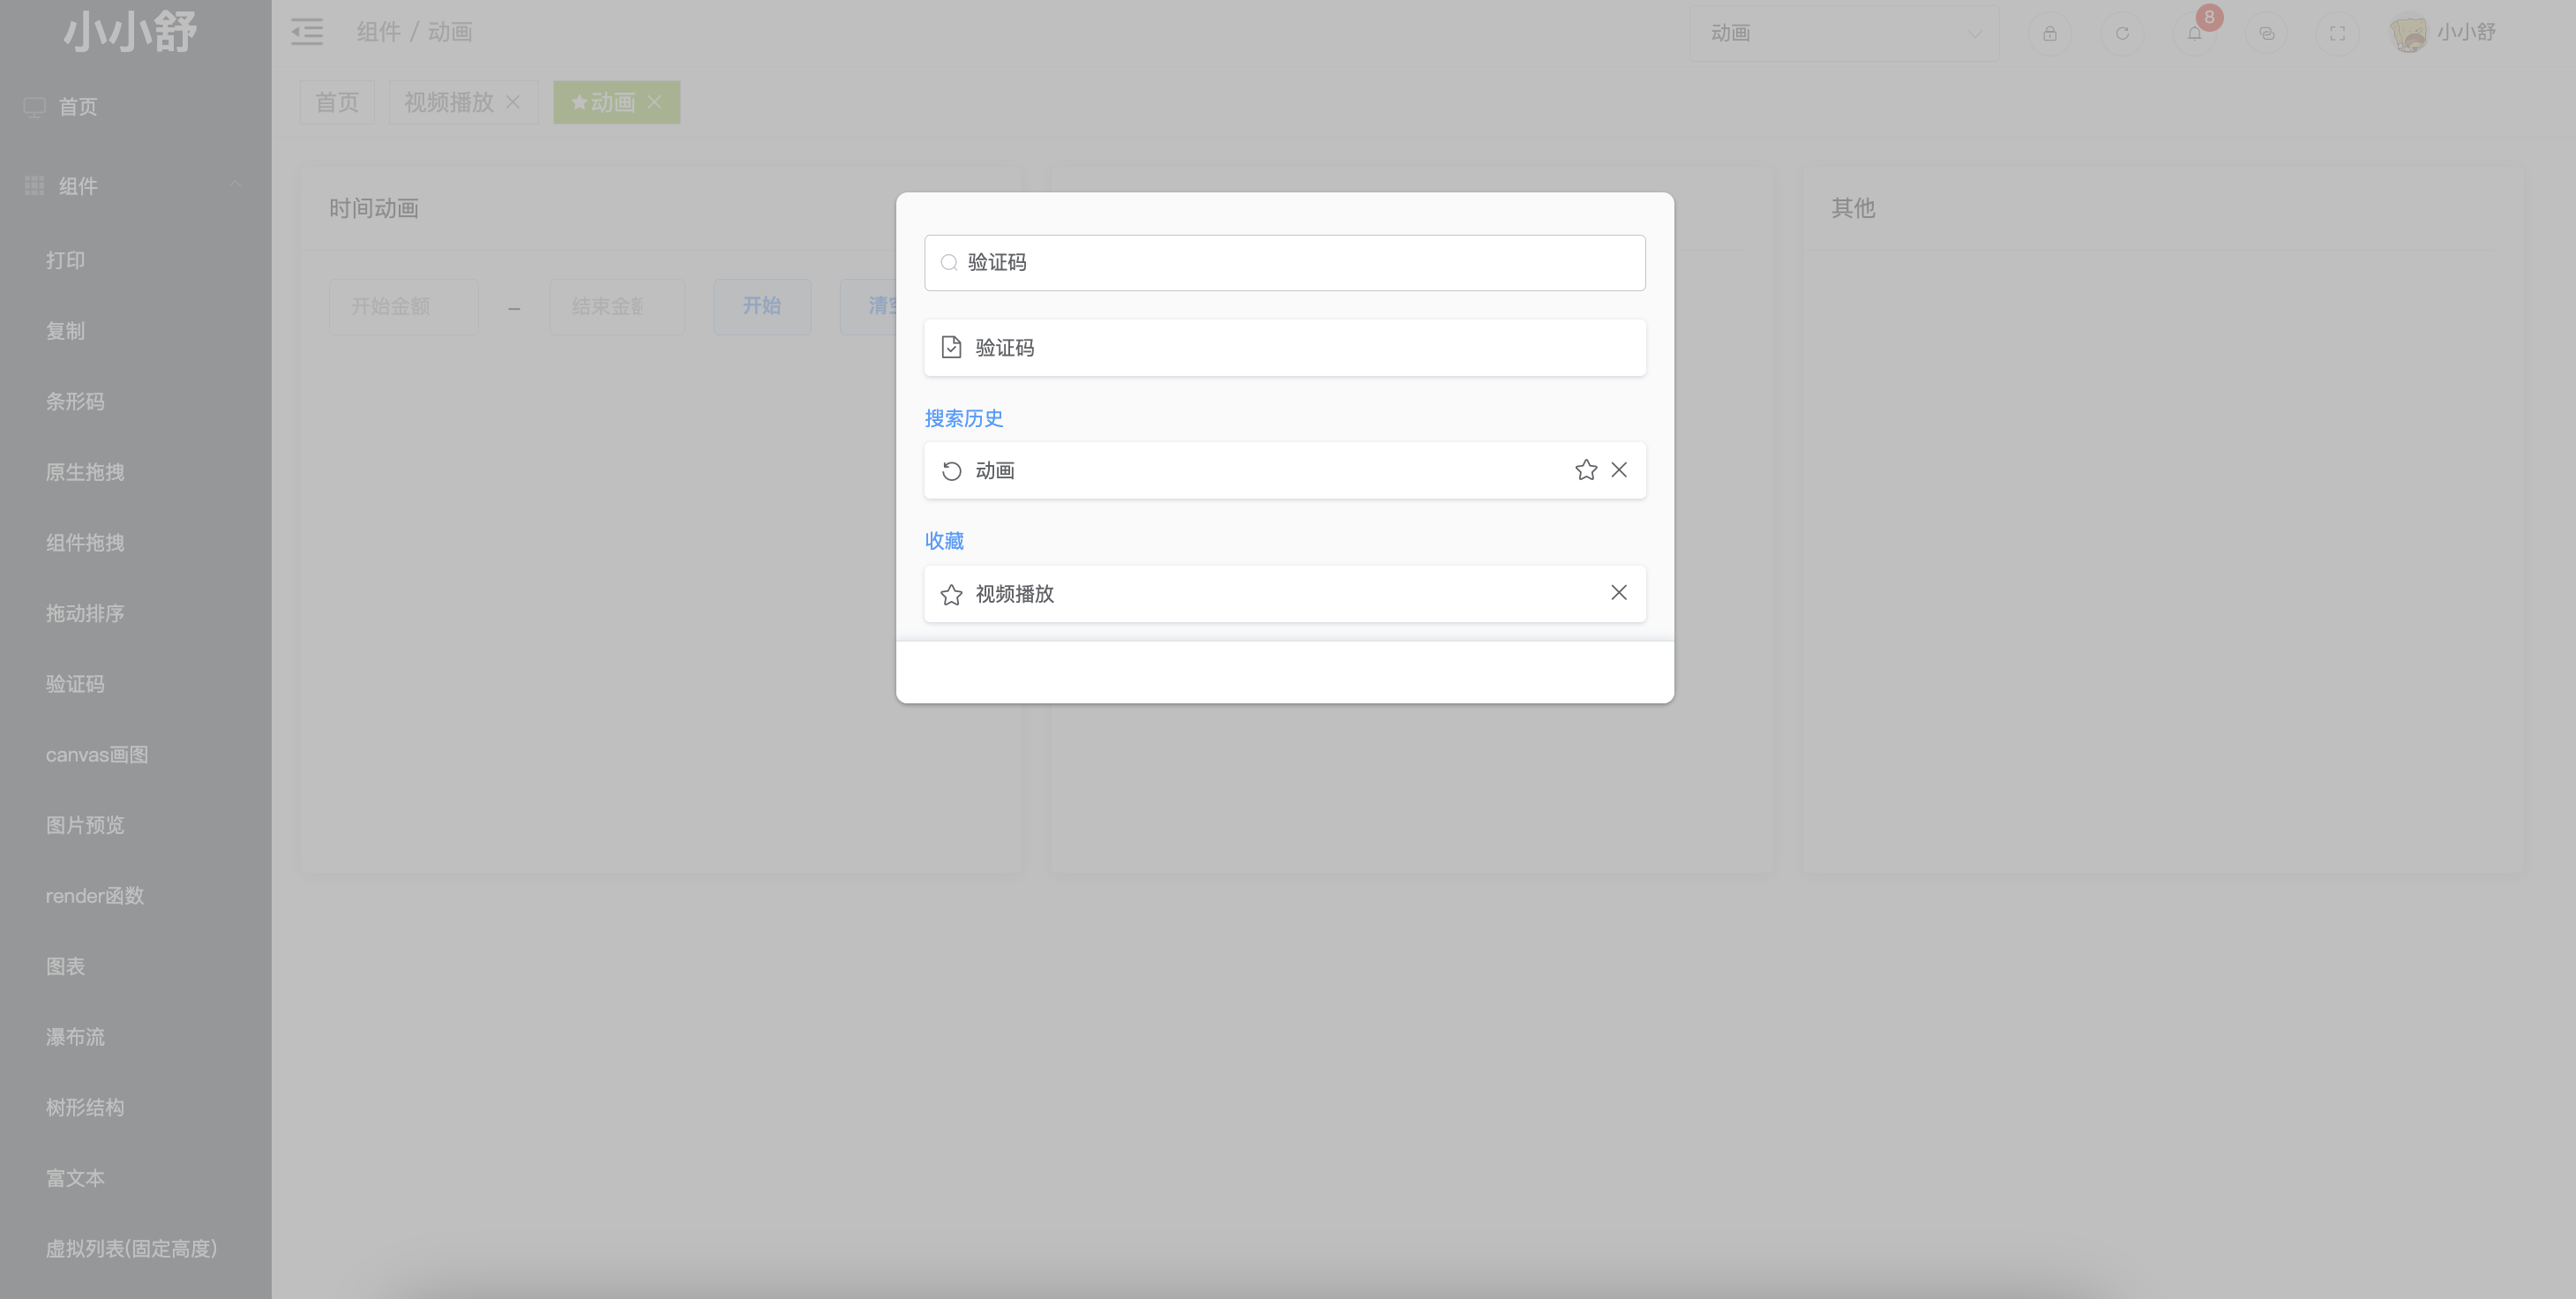 小小舒
首页
组件
打印
复制
条形码
原生拖拽
组件拖拽
拖动排序
验证码
canvas画图
图片预览
render函数
图表
瀑布流
树形结构
富文本
虚拟列表(固定高度)
组件 / 动画
动画
8
小小舒
首页
视频播放
★动画
时间动画
开始金额
–
结束金额
开始
清空
其他
验证码
验证码
搜索历史
动画
收藏
视频播放